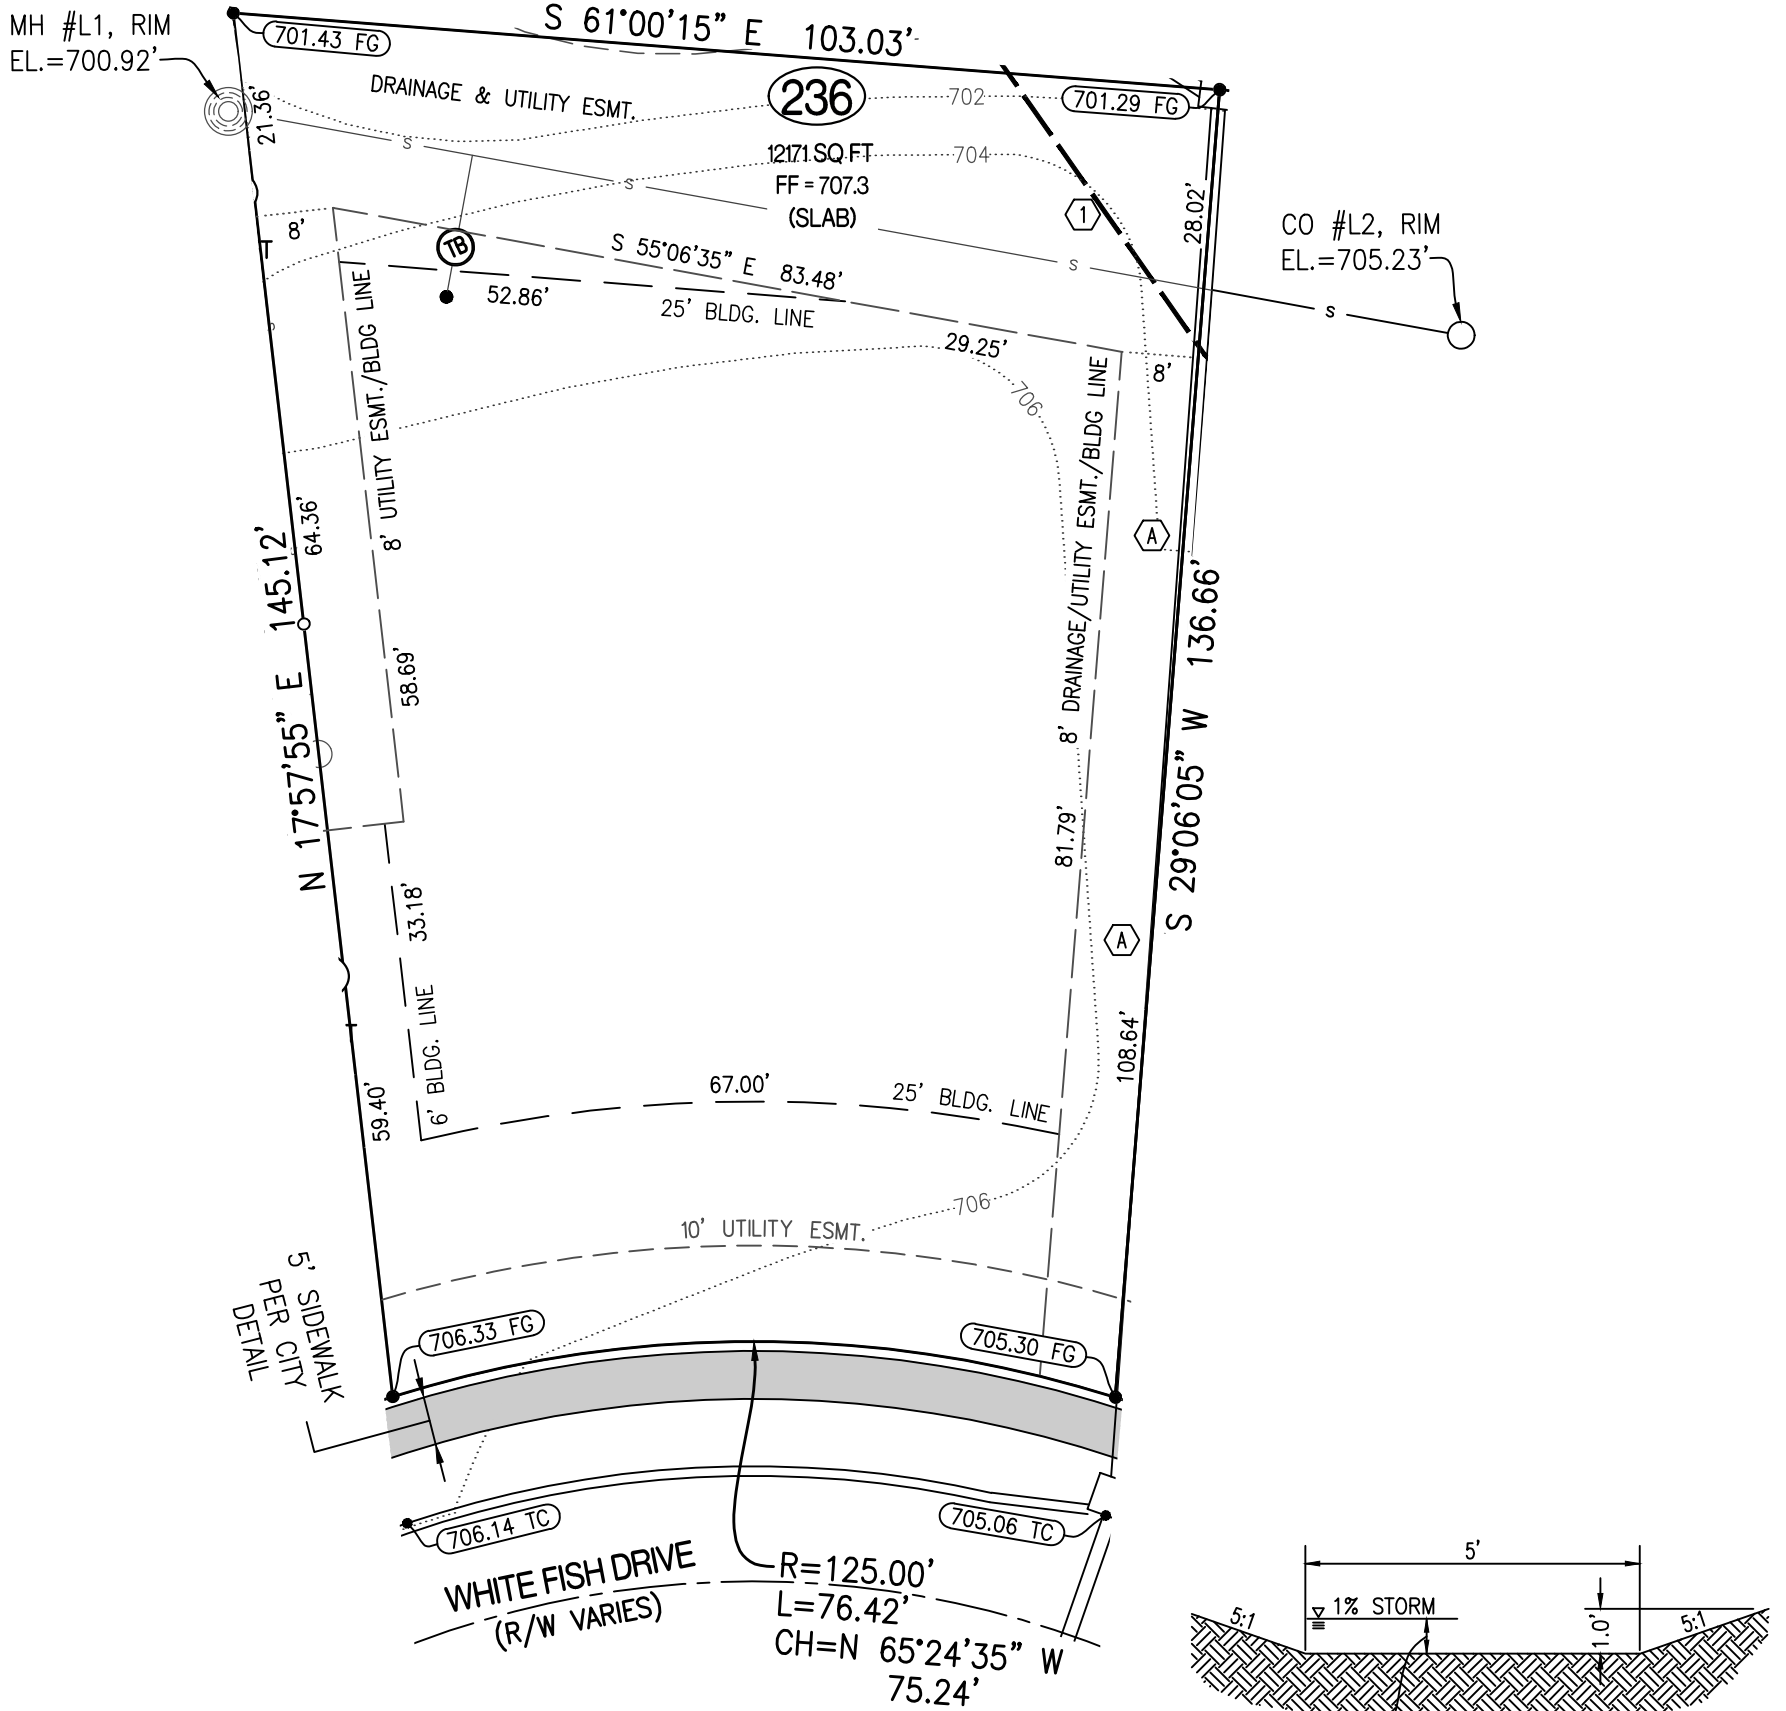 MH #L1, RIM
EL.=700.92'
701.43 FG
S 61°00'15" E 103.03'
21.36'
DRAINAGE & UTILITY ESMT.
236
702
701.29 FG
12171 SQ.FT
FF = 707.3
(SLAB)
704
S
S
S
S
1
28.02'
CO #L2, RIM
EL.=705.23'
8'
T
TB
S 55°06'35" E 83.48'
52.86'
25' BLDG. LINE
29.25'
8'
706
8' UTILITY ESMT./BLDG LINE
8' DRAINAGE/UTILITY ESMT./BLDG LINE
64.36'
N 17°57'55" E 145.12'
58.69'
A
S 29°06'05" W 136.66'
81.79'
A
33.18'
6' BLDG. LINE
59.40'
67.00'
25' BLDG. LINE
108.64'
706
10' UTILITY ESMT.
5' SIDEWALK
PER CITY
DETAIL
706.33 FG
705.30 FG
706.14 TC
705.06 TC
WHITE FISH DRIVE
(R/W VARIES)
R=125.00'
L=76.42'
CH=N 65°24'35" W
75.24'
5'
1% STORM
5:1
1.0'
5:1